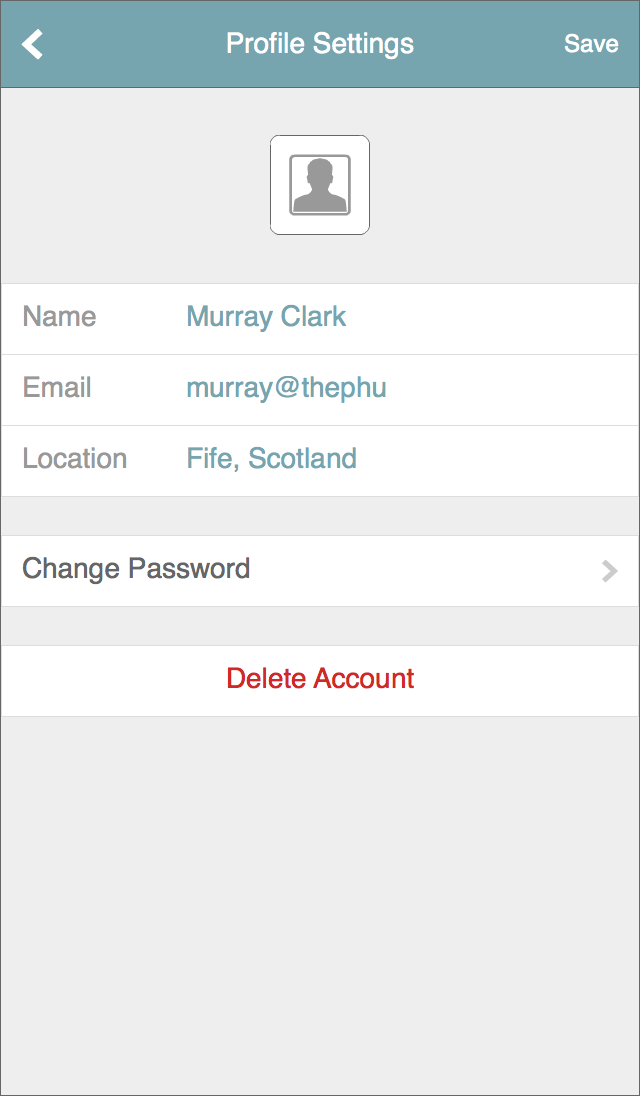 Profile Settings Save
Name Murray Clark
Email murray@thephu
Location Fife, Scotland
Change Password
Delete Account